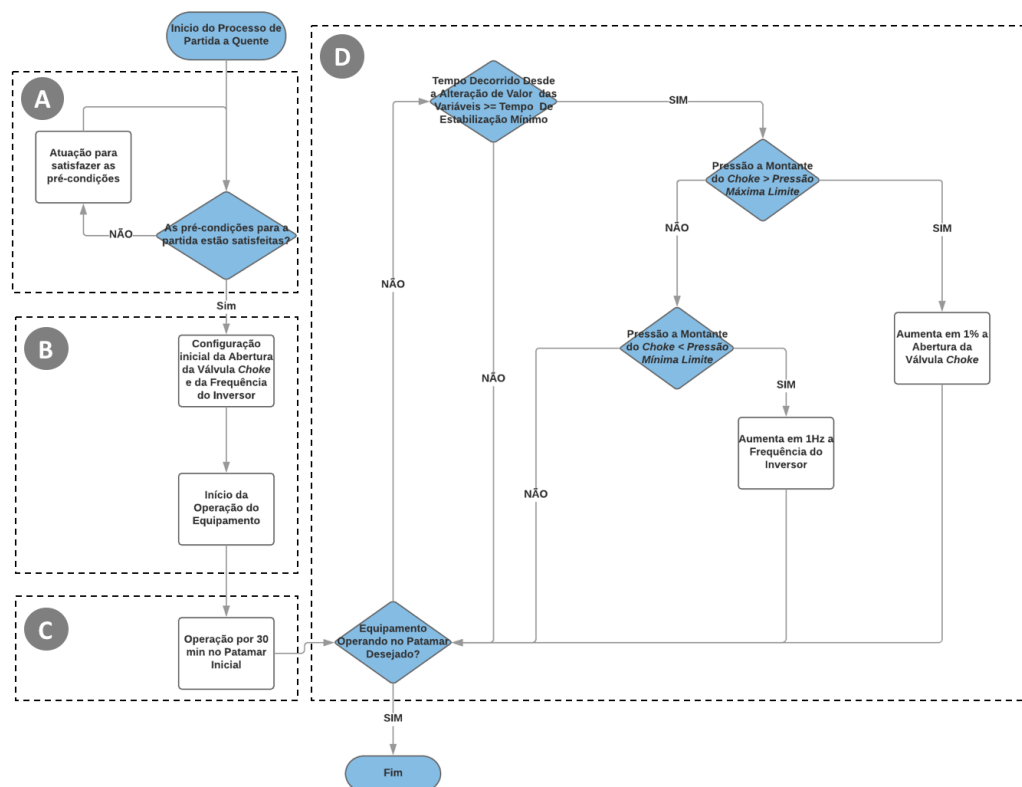 Inicio do Processo de
Partida a Quente
A
Atuação para
satisfazer as
pré-condições
NÃO
As pré-condições para a
partida estão satisfeitas?
Sim
B
Configuração
inicial da Abertura
da Válvula Choke
e da Frequência
do Inversor
Início da
Operação do
Equipamento
C
Operação por 30
min no Patamar
Inicial
D
Tempo Decorrido Desde
a Alteração de Valor das
Variáveis >= Tempo De
Estabilização Mínimo
SIM
Pressão a Montante
do Choke > Pressão
Máxima Limite
NÃO
SIM
NÃO
Pressão a Montante
do Choke < Pressão
Mínima Limite
Aumenta em 1% a
Abertura da
Válvula Choke
NÃO
SIM
Aumenta em 1Hz a
Frequência do
Inversor
NÃO
Equipamento
Operando no Patamar
Desejado?
SIM
Fim